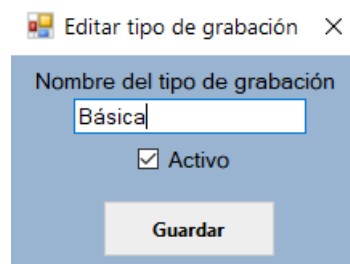 Editar tipo de grabación
Nombre del tipo de grabación
Básica
Activo
Guardar